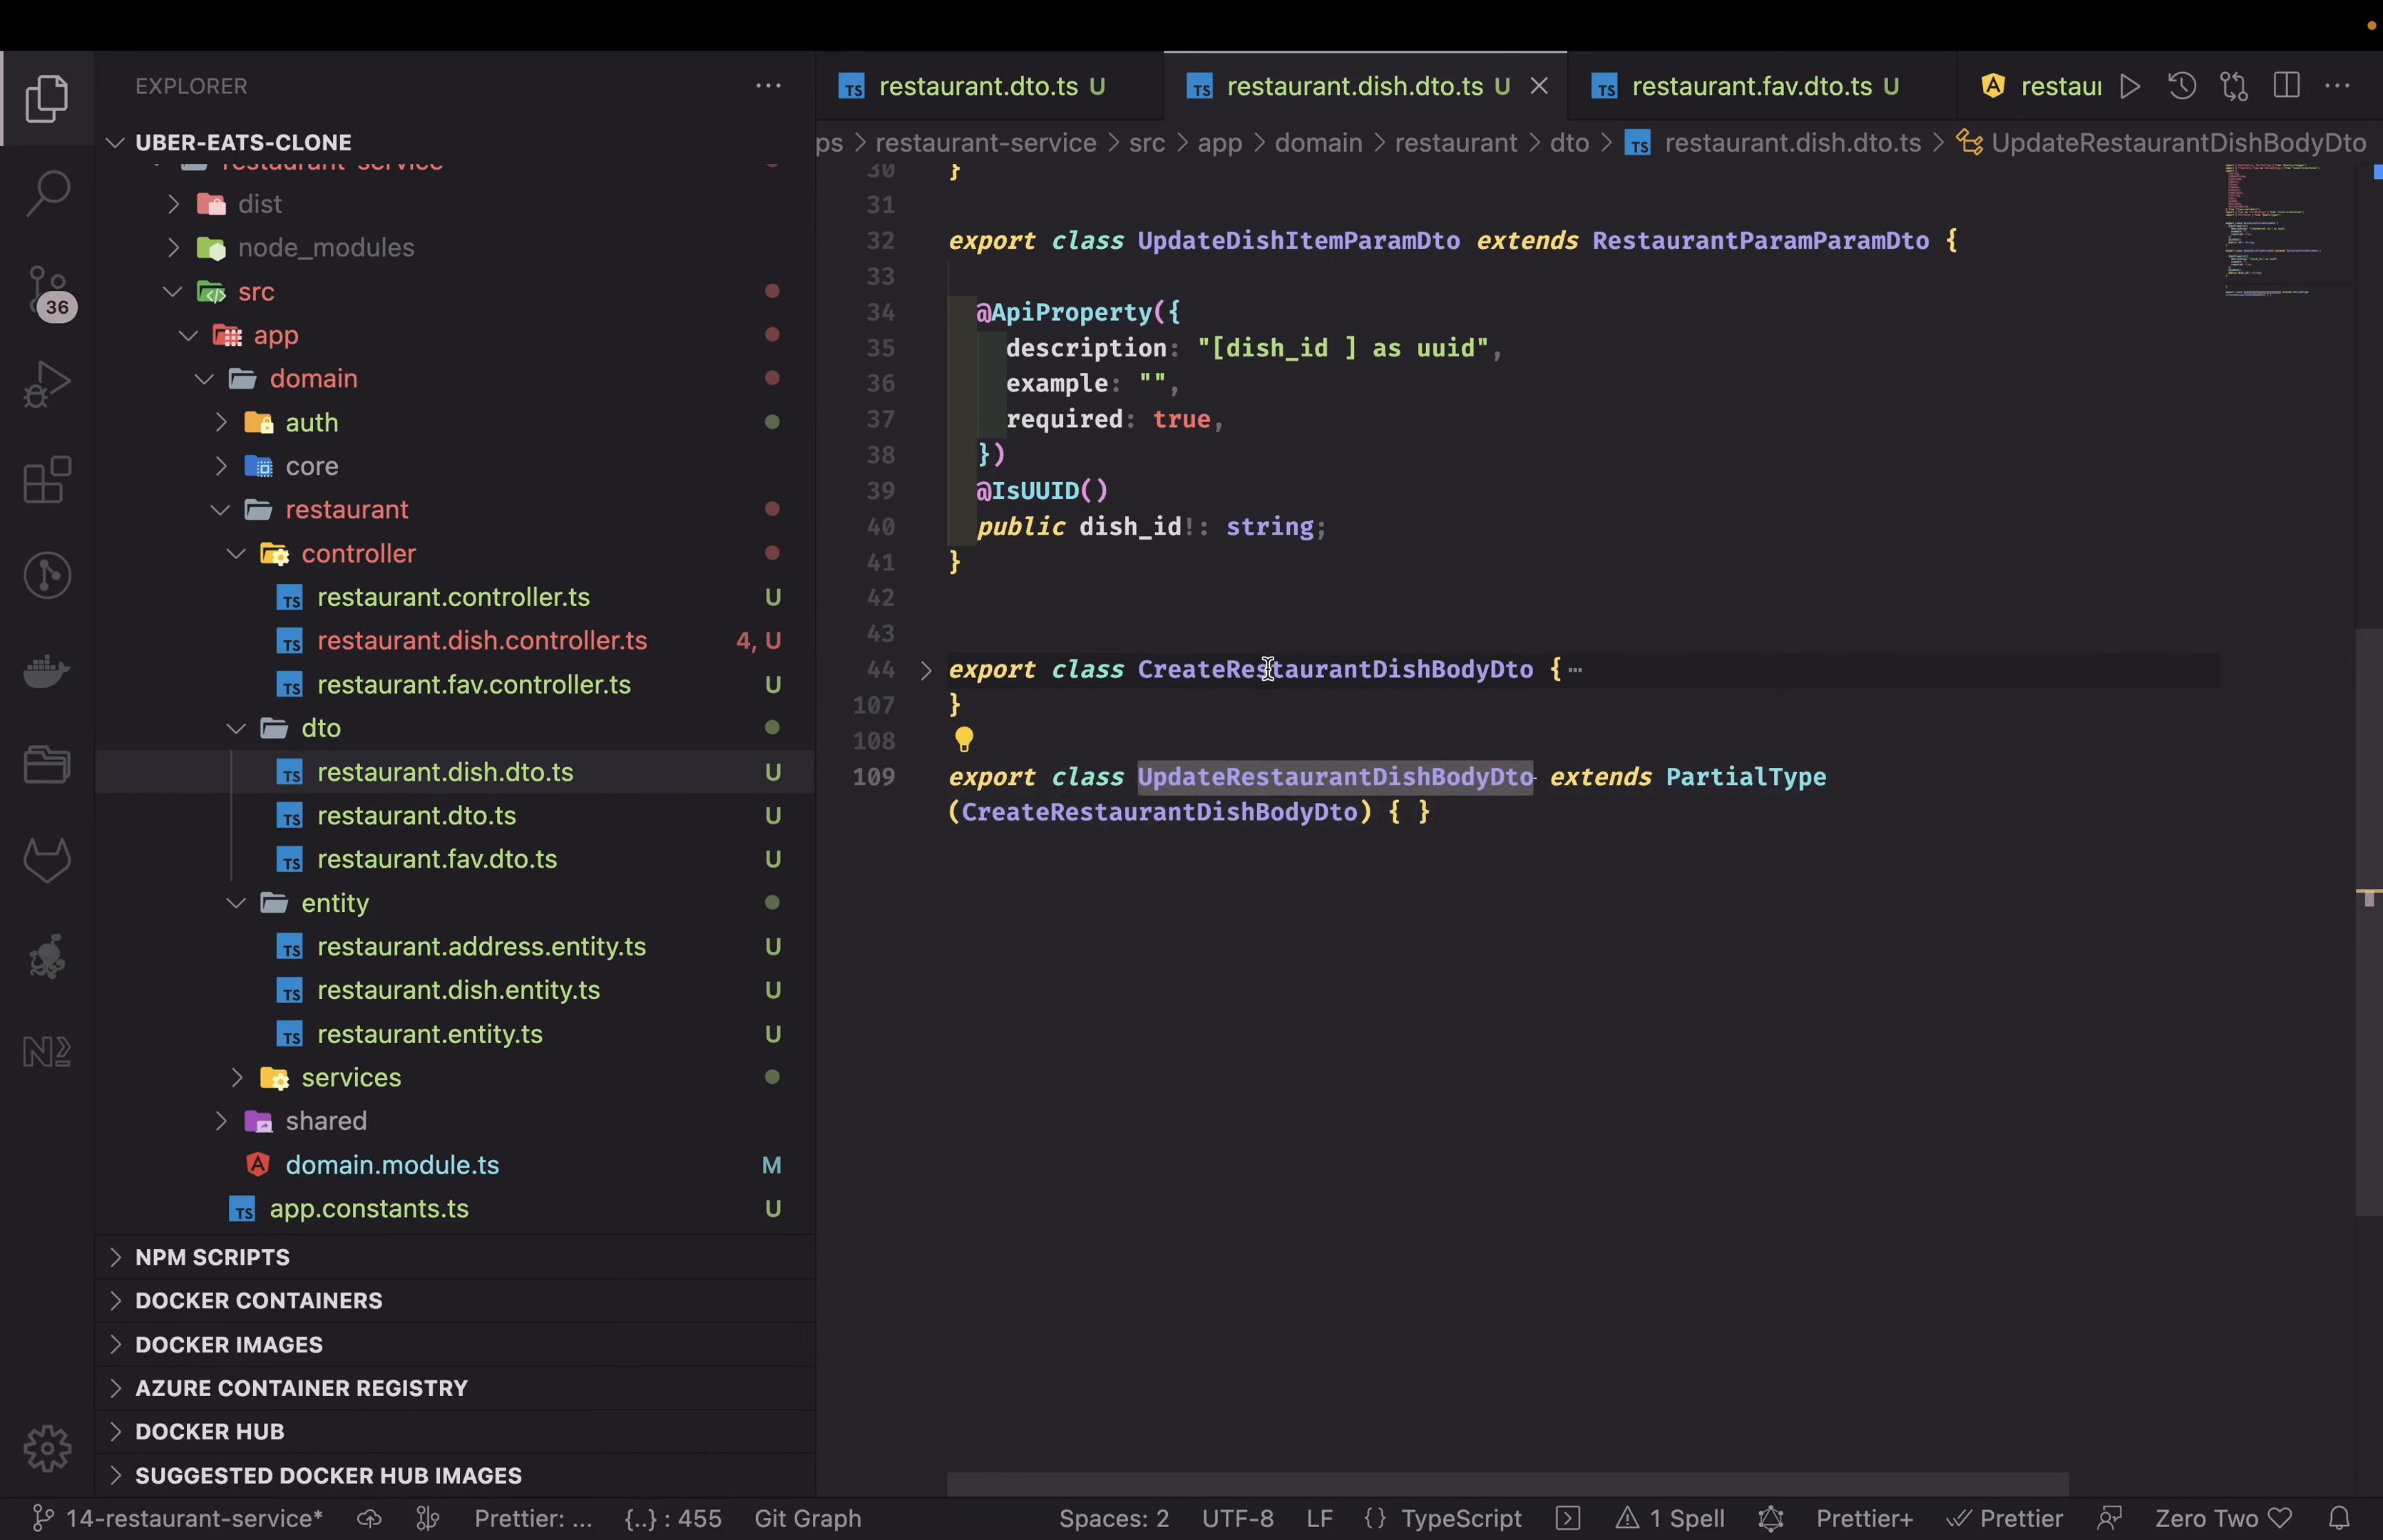 EXPLORER
UBER-EATS-CLONE
restaurant-service
dist
node_modules
src
app
domain
auth
core
restaurant
controller
restaurant.controller.ts U
restaurant.dish.controller.ts 4, U
restaurant.fav.controller.ts U
dto
restaurant.dish.dto.ts U
restaurant.dto.ts U
restaurant.fav.dto.ts U
entity
restaurant.address.entity.ts U
restaurant.dish.entity.ts U
restaurant.entity.ts U
services
shared
domain.module.ts M
app.constants.ts U
NPM SCRIPTS
DOCKER CONTAINERS
DOCKER IMAGES
AZURE CONTAINER REGISTRY
DOCKER HUB
SUGGESTED DOCKER HUB IMAGES
36
TS restaurant.dto.ts U
TS restaurant.dish.dto.ts U
TS restaurant.fav.dto.ts U
restau
ps > restaurant-service > src > app > domain > restaurant > dto > TS restaurant.dish.dto.ts > UpdateRestaurantDishBodyDto
30 }
31
32 export class UpdateDishItemParamDto extends RestaurantParamParamDto {
33
34 @ApiProperty({
35 description: "[dish_id ] as uuid",
36 example: "",
37 required: true,
38 })
39 @IsUUID()
40 public dish_id!: string;
41 }
42
43
44 export class CreateRestaurantDishBodyDto {⋯
107 }
108
109 export class UpdateRestaurantDishBodyDto extends PartialType
(CreateRestaurantDishBodyDto) { }
14-restaurant-service* Prettier: ... {..} : 455 Git Graph Spaces: 2 UTF-8 LF {} TypeScript 1 Spell Prettier+ Prettier Zero Two ♡